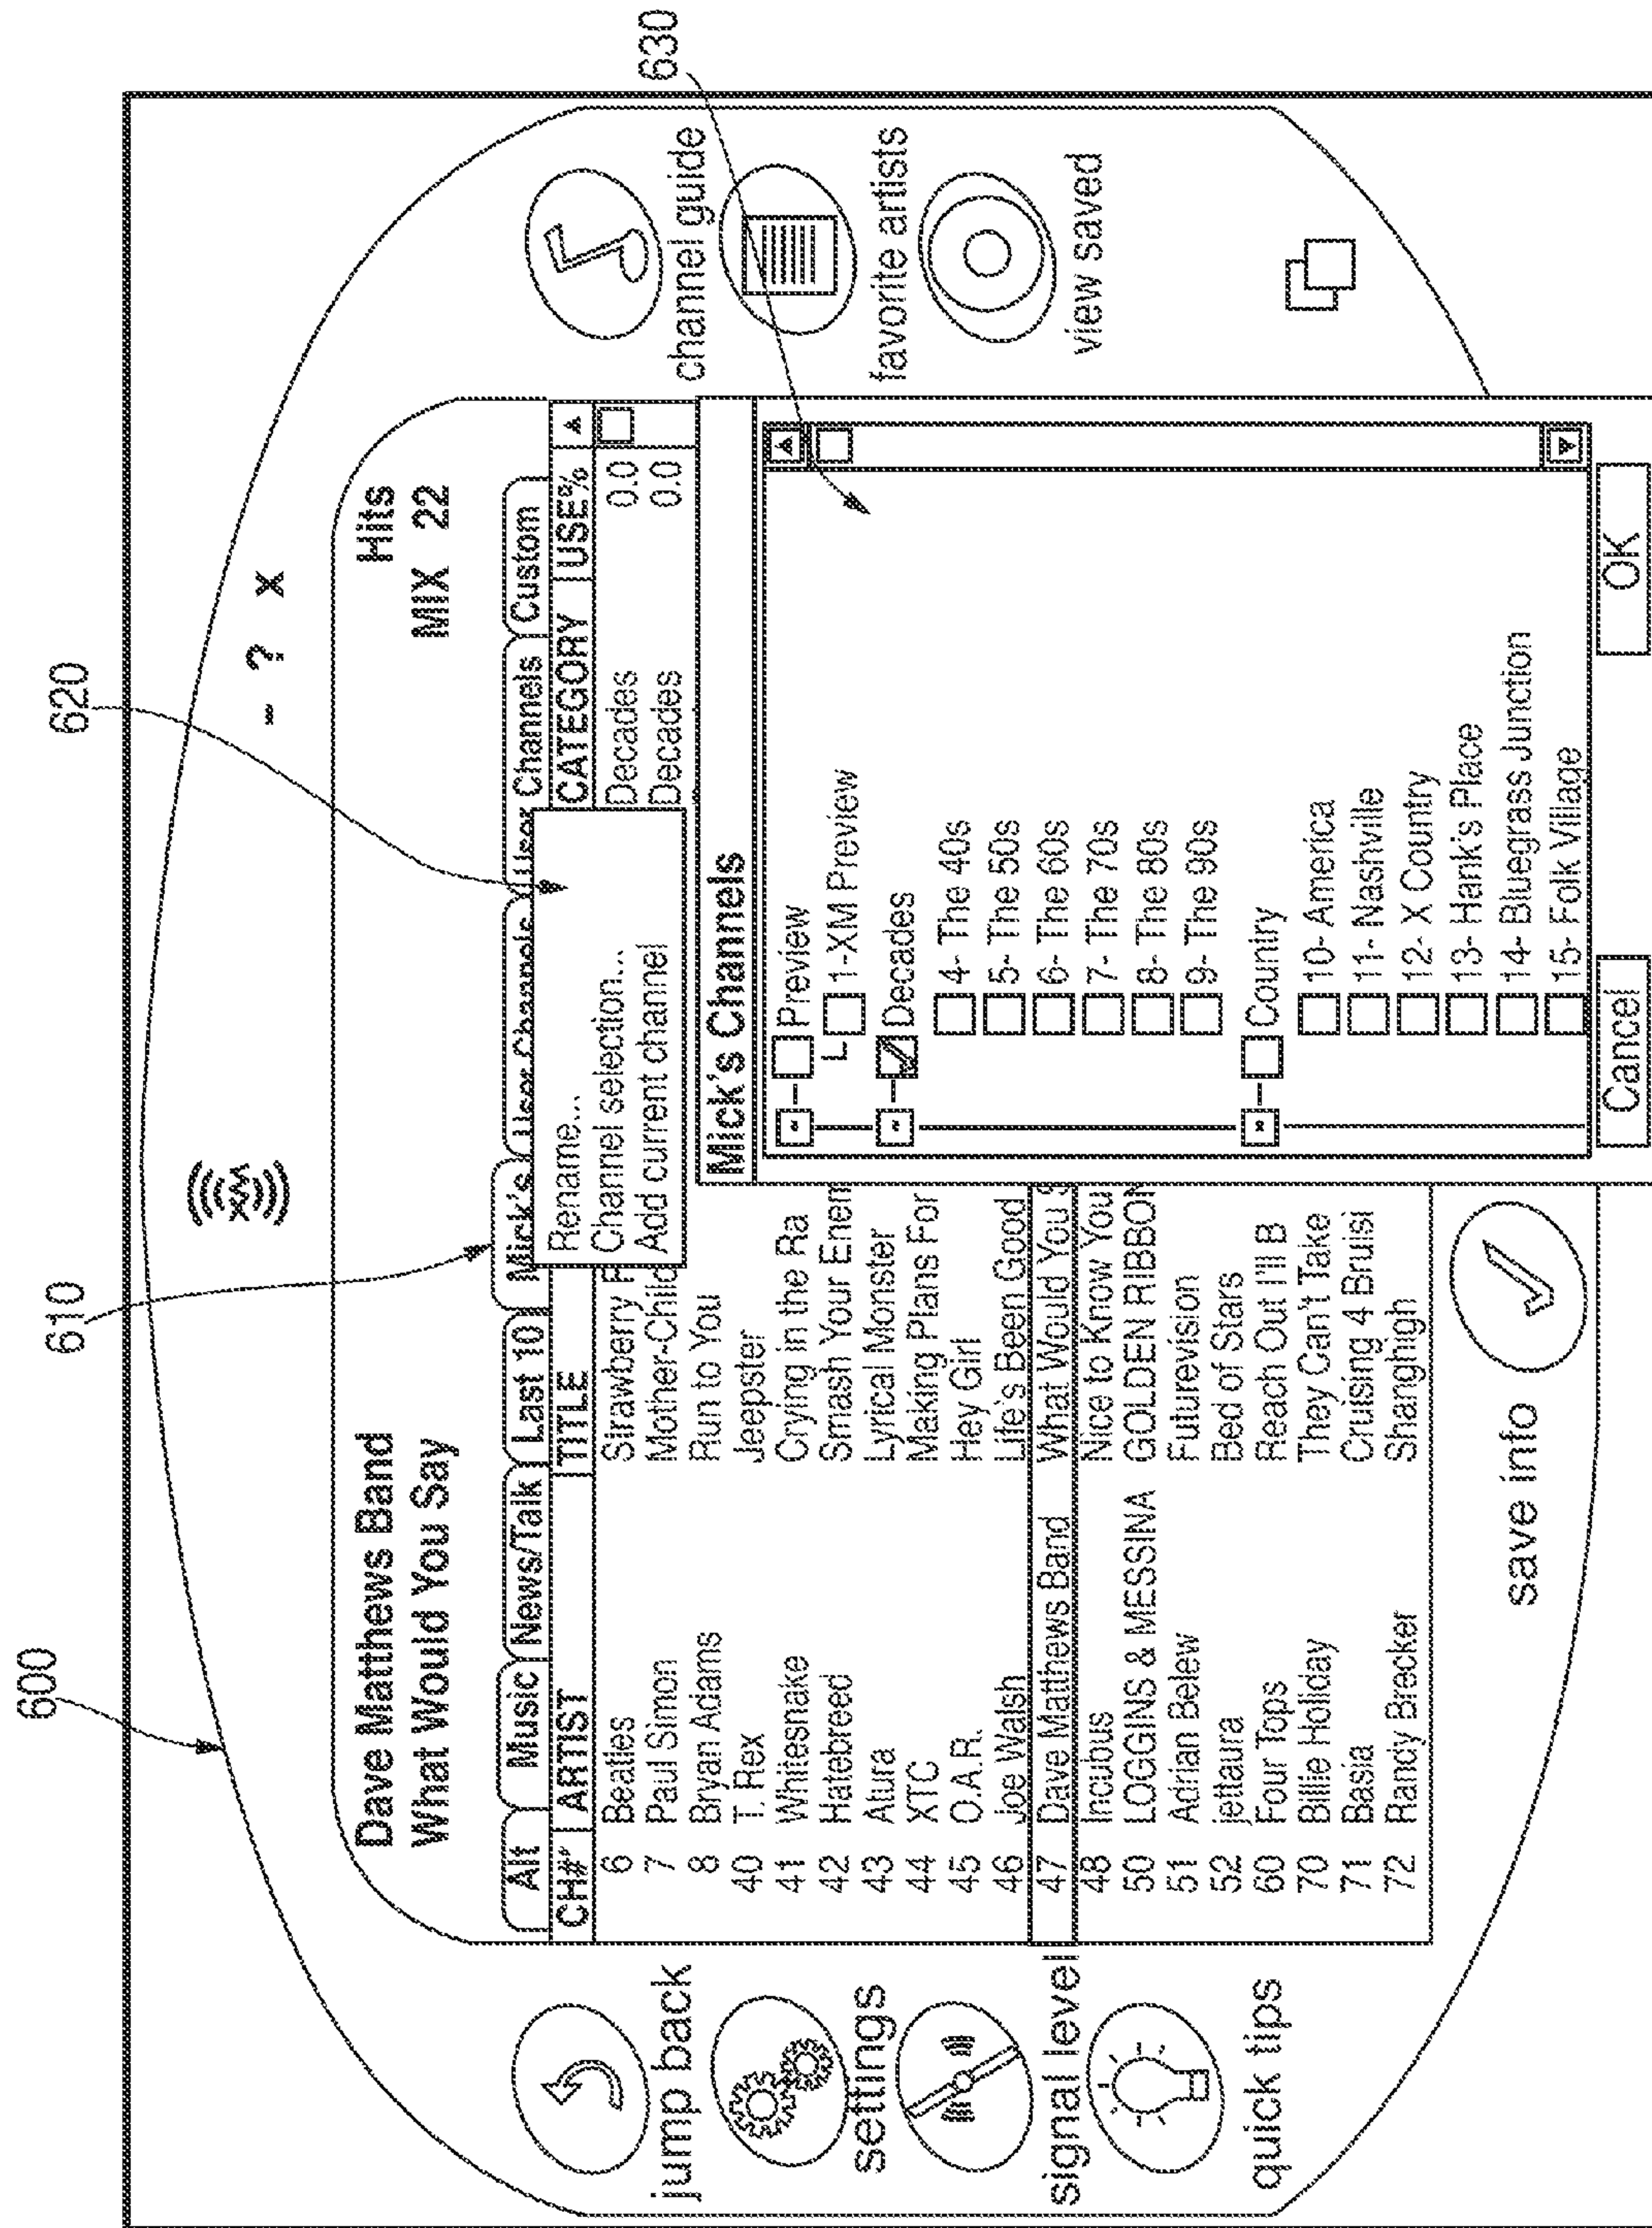 600
610
620
630
XM
- ? X
Dave Matthews Band
Hits
What Would You Say
MIX 22
Alt
Music
News/Talk
Last 10
Mick's
User Channels
User Channels
Custom
CH#
ARTIST
TITLE
CATEGORY
USE%
6 Beatles Strawberry F
Decades 0.0
7 Paul Simon Mother-Child
Decades 0.0
8 Bryan Adams Run to You
40 T. Rex Jeepster
41 Whitesnake Crying in the Ra
42 Hatebreed Smash Your Enem
43 Atura Lyrical Monster
44 XTC Making Plans For
45 O.A.R. Hey Girl
46 Joe Walsh Life's Been Good
47 Dave Matthews Band What Would You S
48 Incubus Nice to Know You
50 LOGGINS & MESSINA GOLDEN RIBBON
51 Adrian Belew Futurevision
52 jettaura Bed of Stars
60 Four Tops Reach Out I'll B
70 Billie Holiday They Can't Take
71 Basia Cruising 4 Bruisi
72 Randy Brecker Shanghigh
Rename...
Channel selection...
Add current channel
Mick's Channels
Preview
1-XM Preview
Decades
4- The 40s
5- The 50s
6- The 60s
7- The 70s
8- The 80s
9- The 90s
Country
10- America
11- Nashville
12- X Country
13- Hank's Place
14- Bluegrass Junction
15- Folk Village
Cancel
OK
jump back
settings
signal level
quick tips
channel guide
favorite artists
view saved
save info